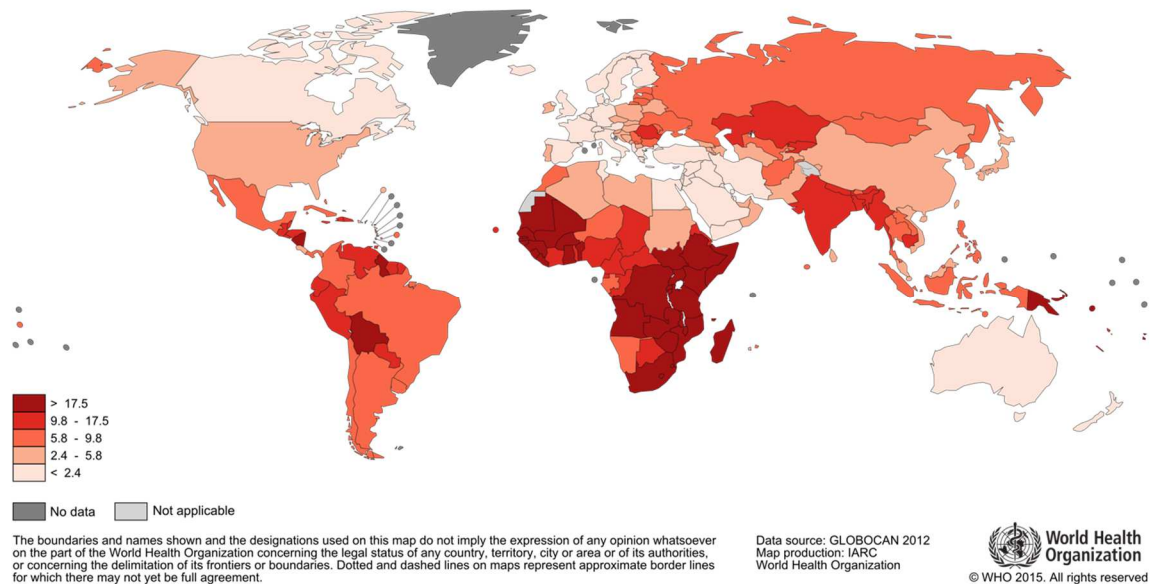 > 17.5
9.8 - 17.5
5.8 - 9.8
2.4 - 5.8
< 2.4
No data
Not applicable
The boundaries and names shown and the designations used on this map do not imply the expression of any opinion whatsoever
on the part of the World Health Organization concerning the legal status of any country, territory, city or area or of its authorities,
or concerning the delimitation of its frontiers or boundaries. Dotted and dashed lines on maps represent approximate border lines
for which there may not yet be full agreement.
Data source: GLOBOCAN 2012
Map production: IARC
World Health Organization
World Health
Organization
© WHO 2015. All rights reserved